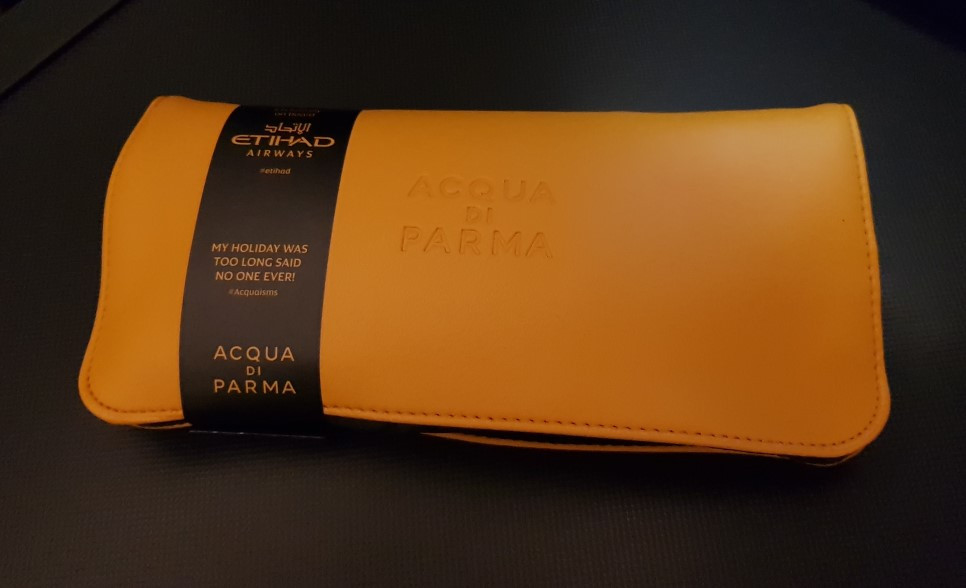 الإتحاد
ETIHAD
AIRWAYS
#etihad
MY HOLIDAY WAS
TOO LONG SAID
NO ONE EVER!
#Acquaisms
ACQUA
DI
PARMA
ACQUA
DI
PARMA